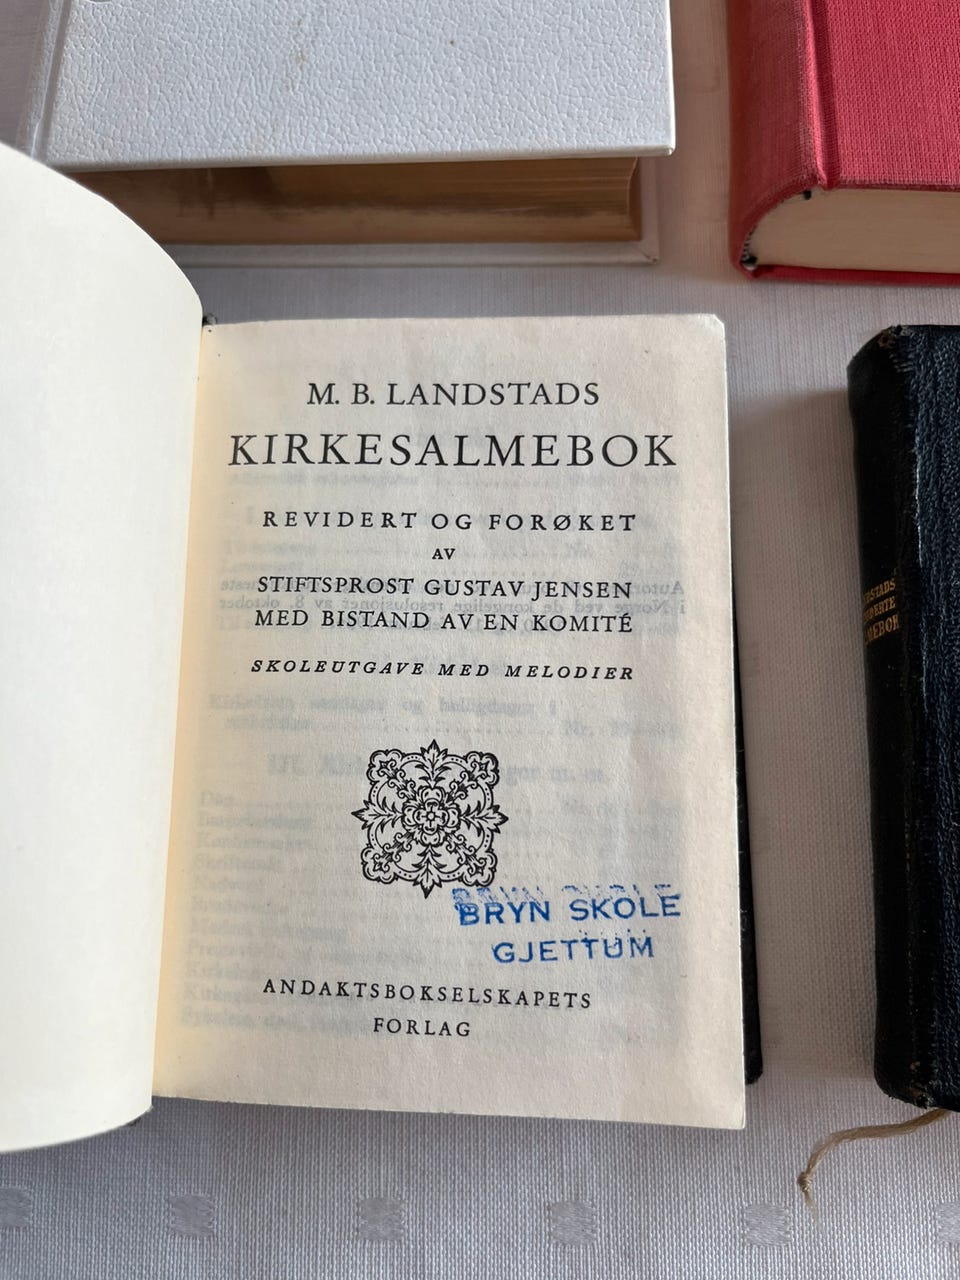 M. B. LANDSTADS
KIRKESALMEBOK
REVIDERT OG FORØKET
AV
STIFTSPROST GUSTAV JENSEN
MED BISTAND AV EN KOMITÉ
SKOLEUTGAVE MED MELODIER
BRYN SKOLE
GJETTUM
ANDAKTSBOKSELSKAPETS
FORLAG